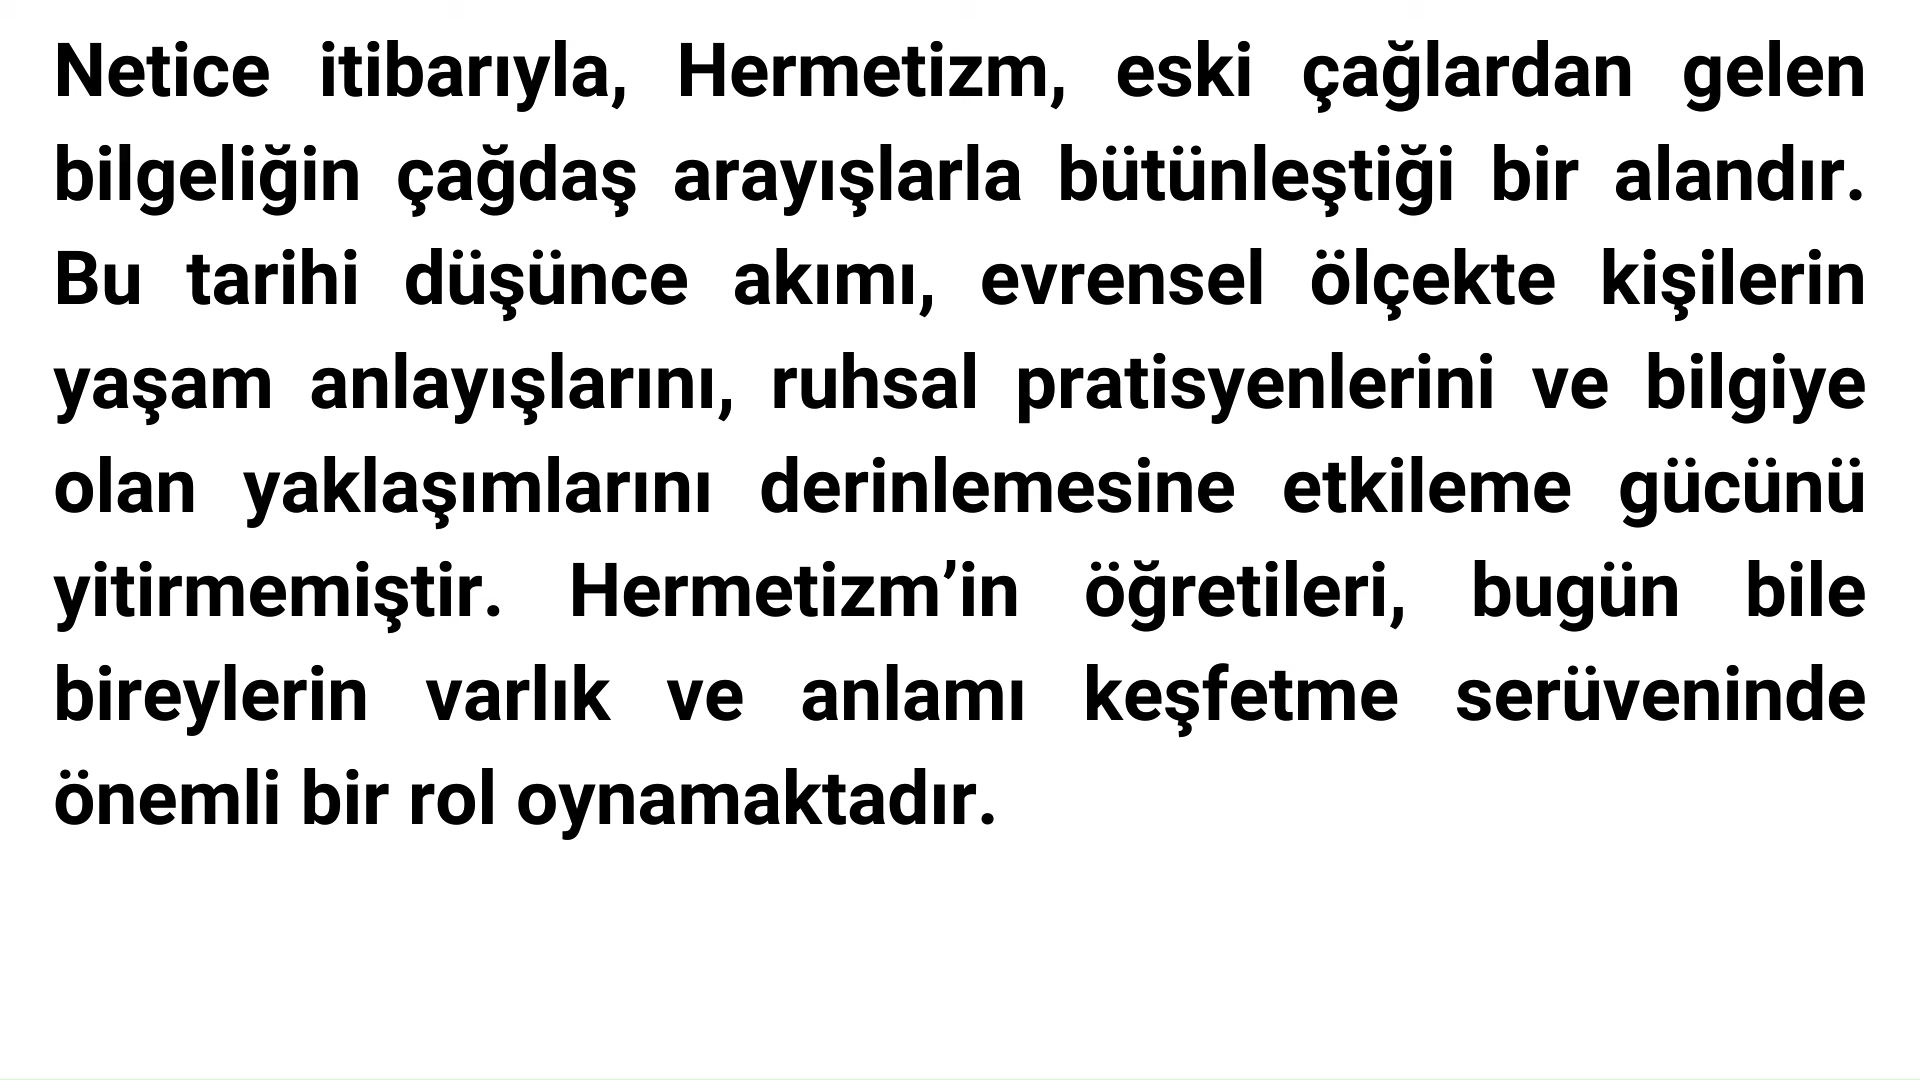 Netice itibarıyla, Hermetizm, eski çağlardan gelen
bilgeliğin çağdaş arayışlarla bütünleştiği bir alandır.
Bu tarihi düşünce akımı, evrensel ölçekte kişilerin
yaşam anlayışlarını, ruhsal pratisyenlerini ve bilgiye
olan yaklaşımlarını derinlemesine etkileme gücünü
yitirmemiştir. Hermetizm’in öğretileri, bugün bile
bireylerin varlık ve anlamı keşfetme serüveninde
önemli bir rol oynamaktadır.